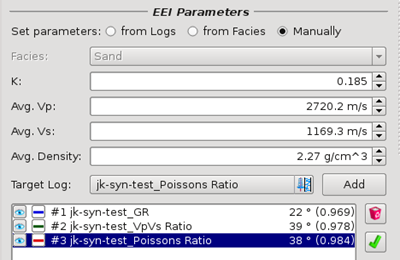 EEI Parameters
Set parameters: from Logs from Facies Manually
Facies: Sand
K: 0.185
Avg. Vp: 2720.2 m/s
Avg. Vs: 1169.3 m/s
Avg. Density: 2.27 g/cm^3
Target Log: jk-syn-test_Poissons Ratio Add
#1 jk-syn-test_GR 22 ° (0.969)
#2 jk-syn-test_VpVs Ratio 39 ° (0.978)
#3 jk-syn-test_Poissons Ratio 38 ° (0.984)